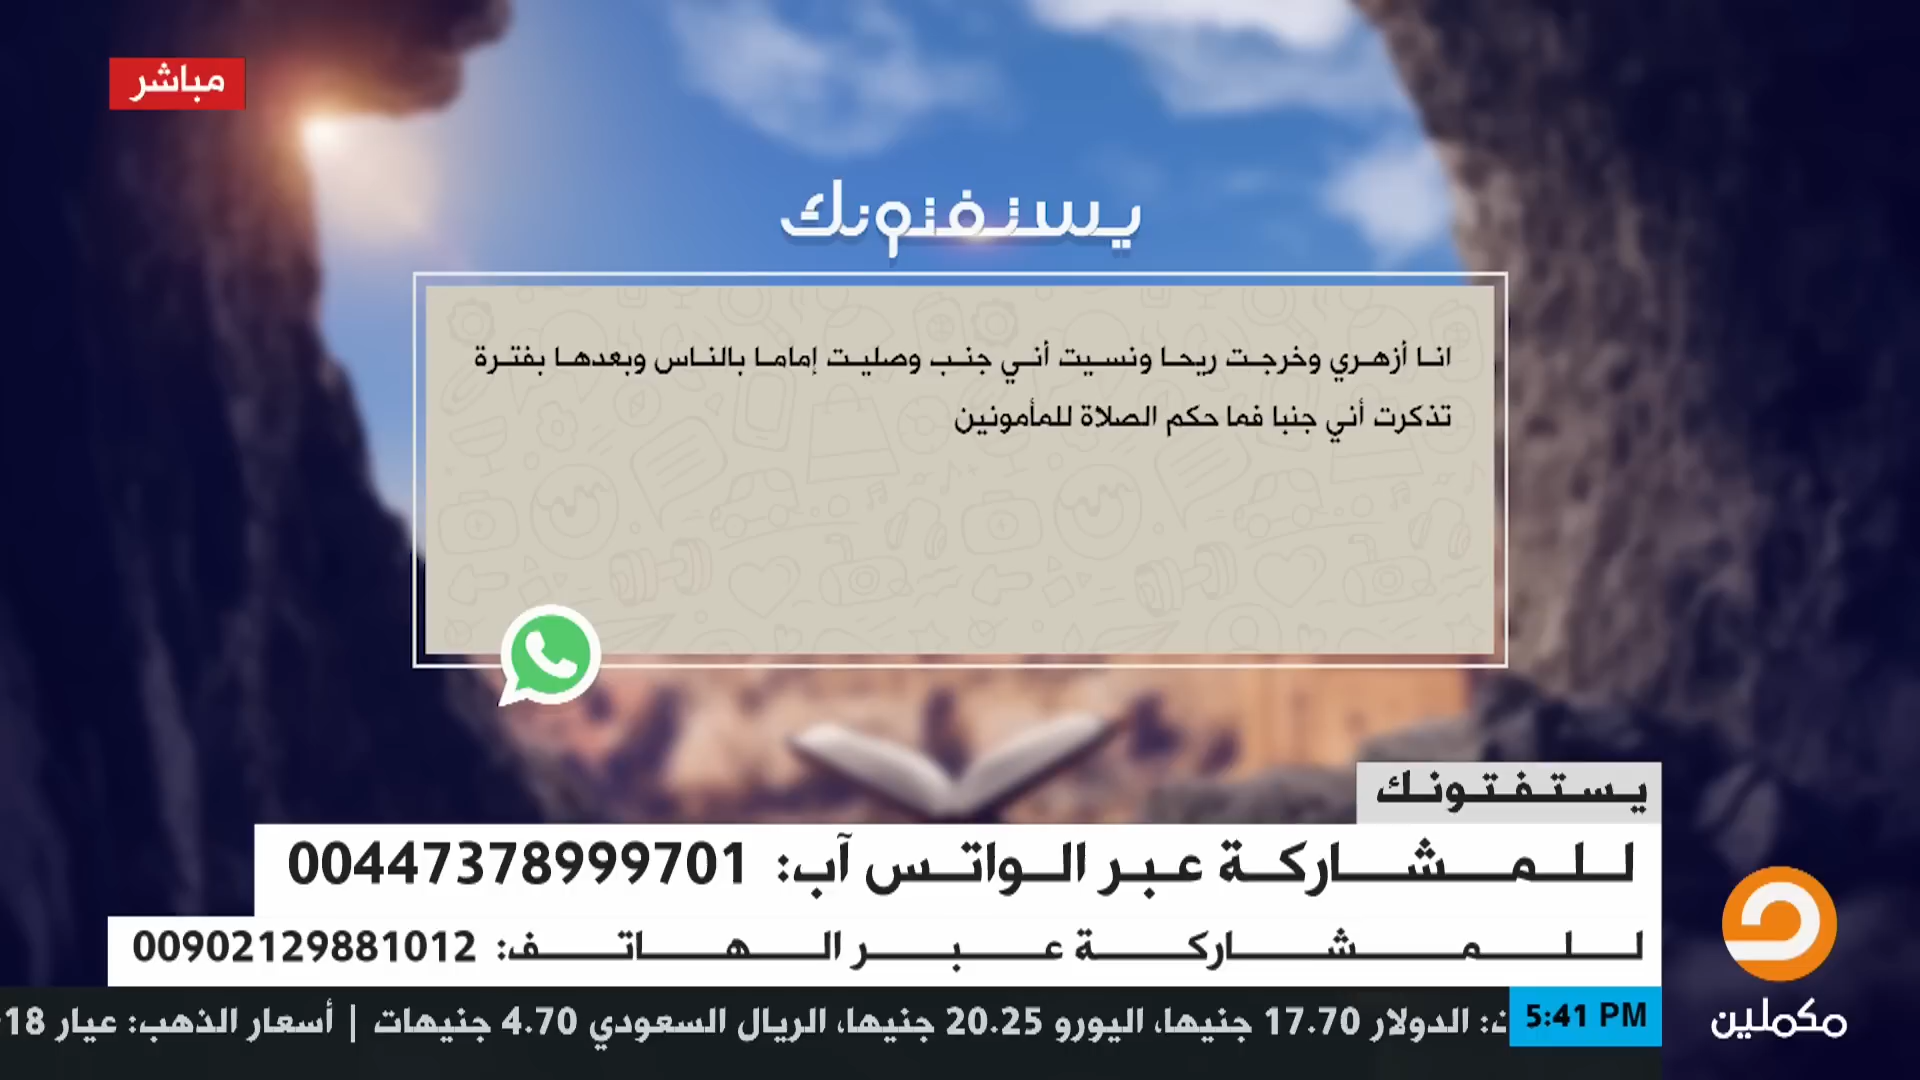 مباشر
يستفتونك
انا أزهري وخرجت ريحا ونسيت أني جنب وصليت إماما بالناس وبعدها بفترة
تذكرت أني جنبا فما حكم الصلاة للمأمونين
يستفتونك
للمشاركة عبر الواتس آب: 00447378999701
للمشاركة عبر الهاتف: 00902129881012
ت: الدولار 17.70 جنيها، اليورو 20.25 جنيها، الريال السعودي 4.70 جنيهات | أسعار الذهب: عيار 18
5:41 PM
مكملين